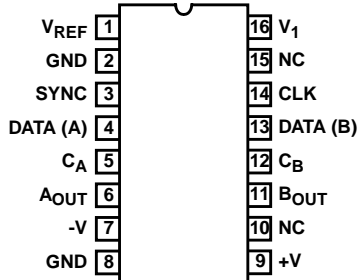 VREF 1 16 V1
GND 2 15 NC
SYNC 3 14 CLK
DATA (A) 4 13 DATA (B)
CA 5 12 CB
AOUT 6 11 BOUT
-V 7 10 NC
GND 8 9 +V